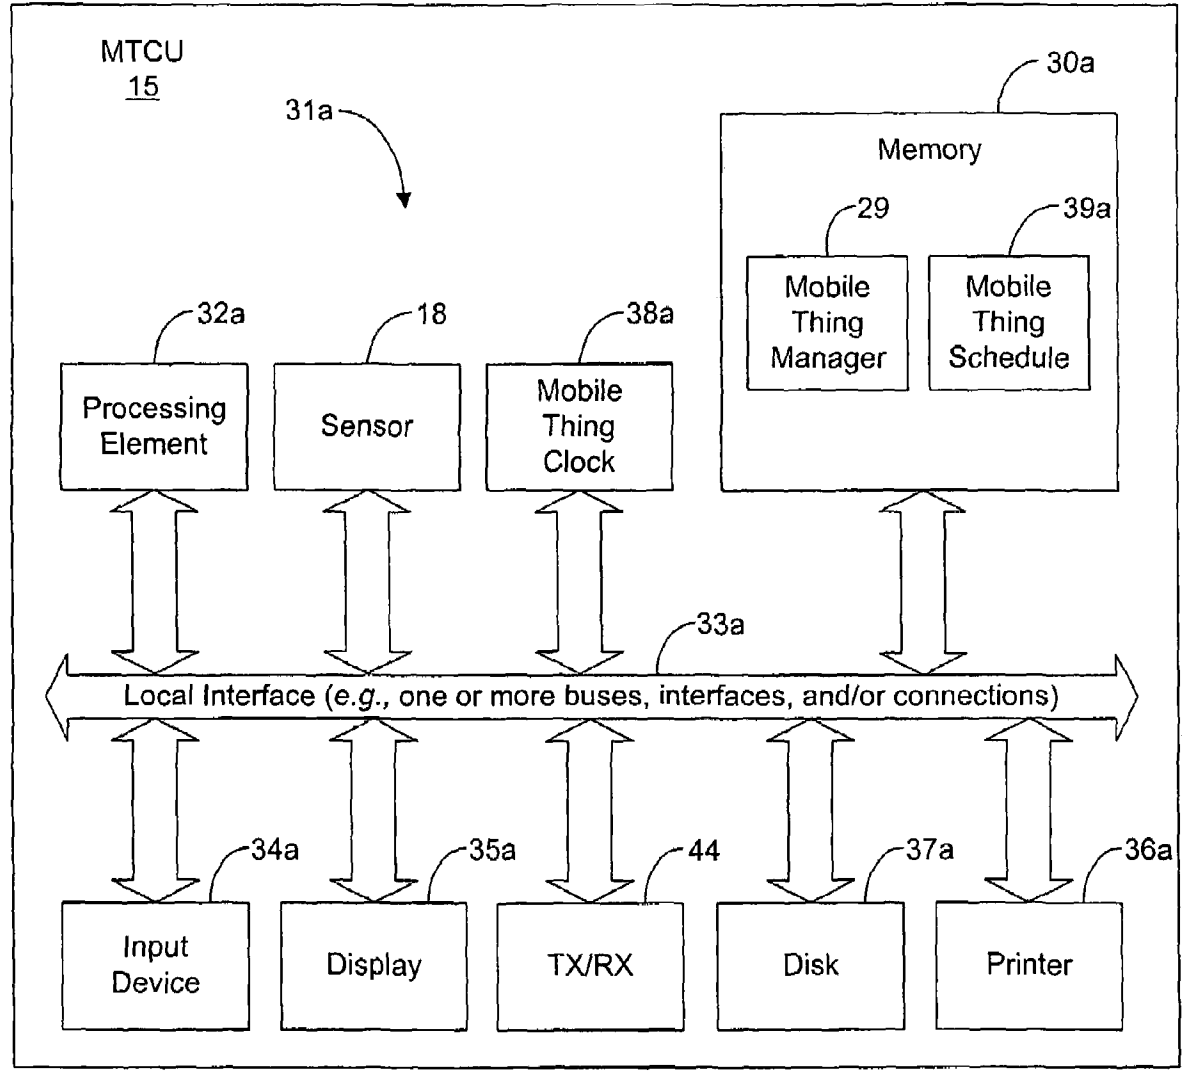 MTCU
15
31a
30a
Memory
29
39a
Mobile
Thing
Manager
Mobile
Thing
Schedule
32a
18
38a
Processing
Element
Sensor
Mobile
Thing
Clock
33a
Local Interface (e.g., one or more buses, interfaces, and/or connections)
34a
35a
44
37a
36a
Input
Device
Display
TX/RX
Disk
Printer